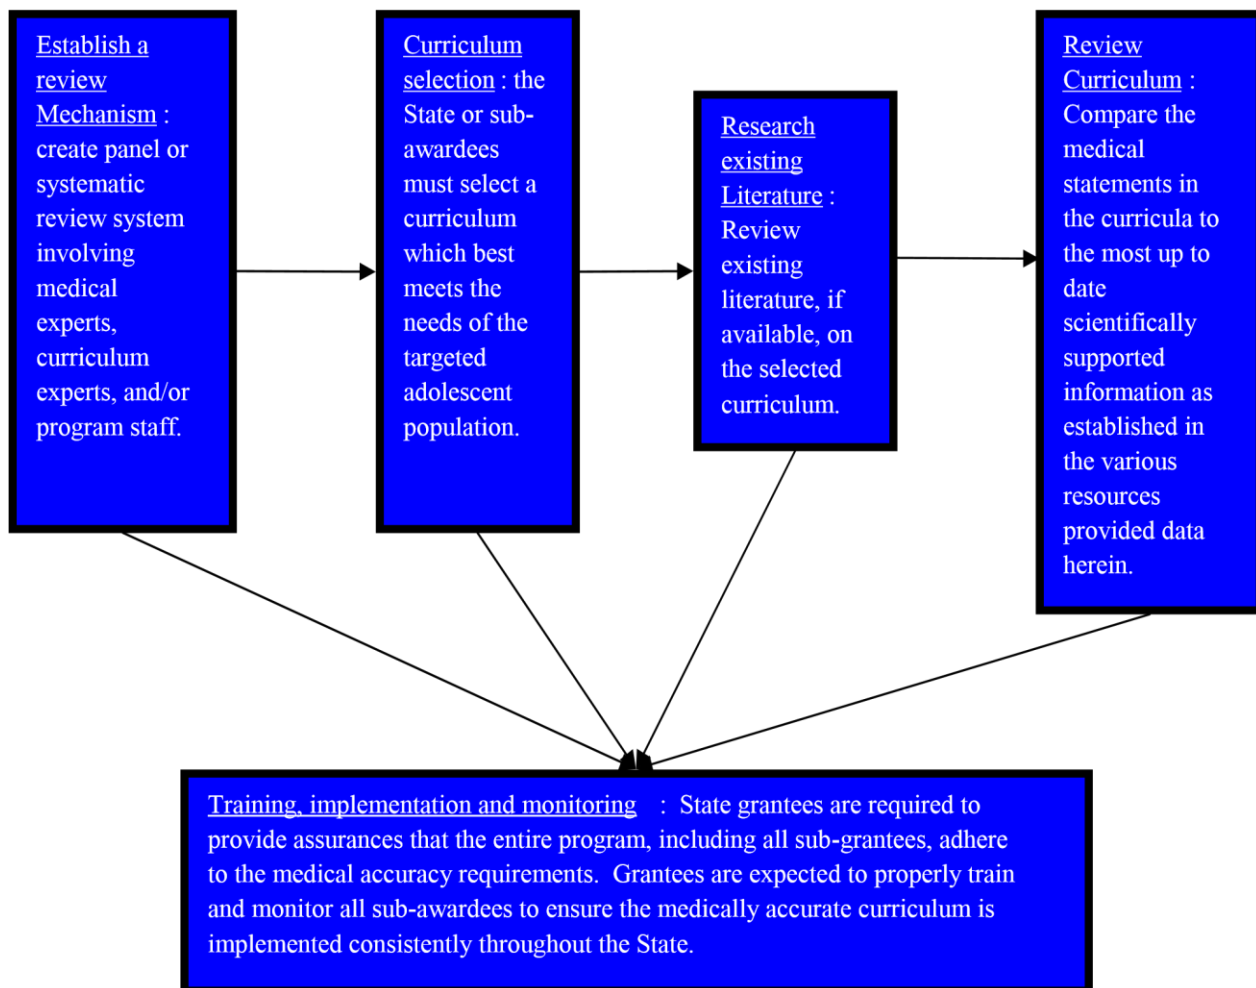 Establish a
review
Mechanism :
create panel or
systematic
review system
involving
medical
experts,
curriculum
experts, and/or
program staff.
Curriculum
selection : the
State or sub-
awardees
must select a
curriculum
which best
meets the
needs of the
targeted
adolescent
population.
Research
existing
Literature :
Review
existing
literature, if
available, on
the selected
curriculum.
Review
Curriculum :
Compare the
medical
statements in
the curricula to
the most up to
date
scientifically
supported
information as
established in
the various
resources
provided data
herein.
Training, implementation and monitoring : State grantees are required to
provide assurances that the entire program, including all sub-grantees, adhere
to the medical accuracy requirements. Grantees are expected to properly train
and monitor all sub-awardees to ensure the medically accurate curriculum is
implemented consistently throughout the State.